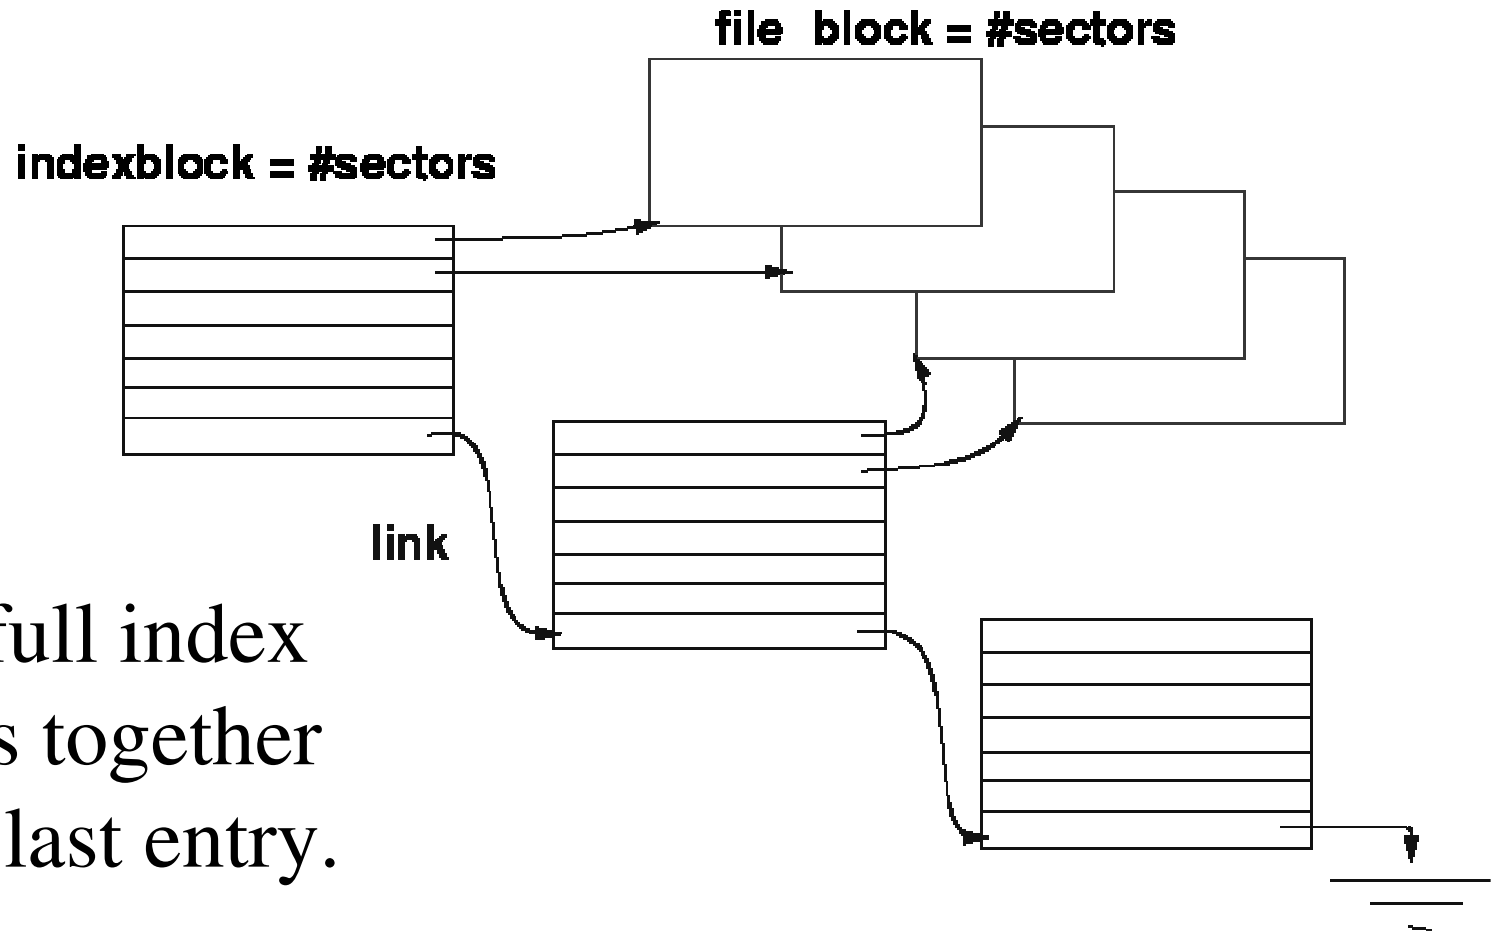 file block = #sectors
indexblock = #sectors
link
full index
s together
last entry.